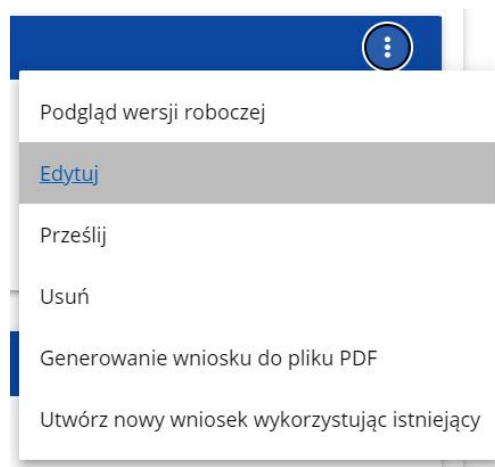 Podgląd wersji roboczej
Edytuj
Prześlij
Usuń
Generowanie wniosku do pliku PDF
Utwórz nowy wniosek wykorzystując istniejący